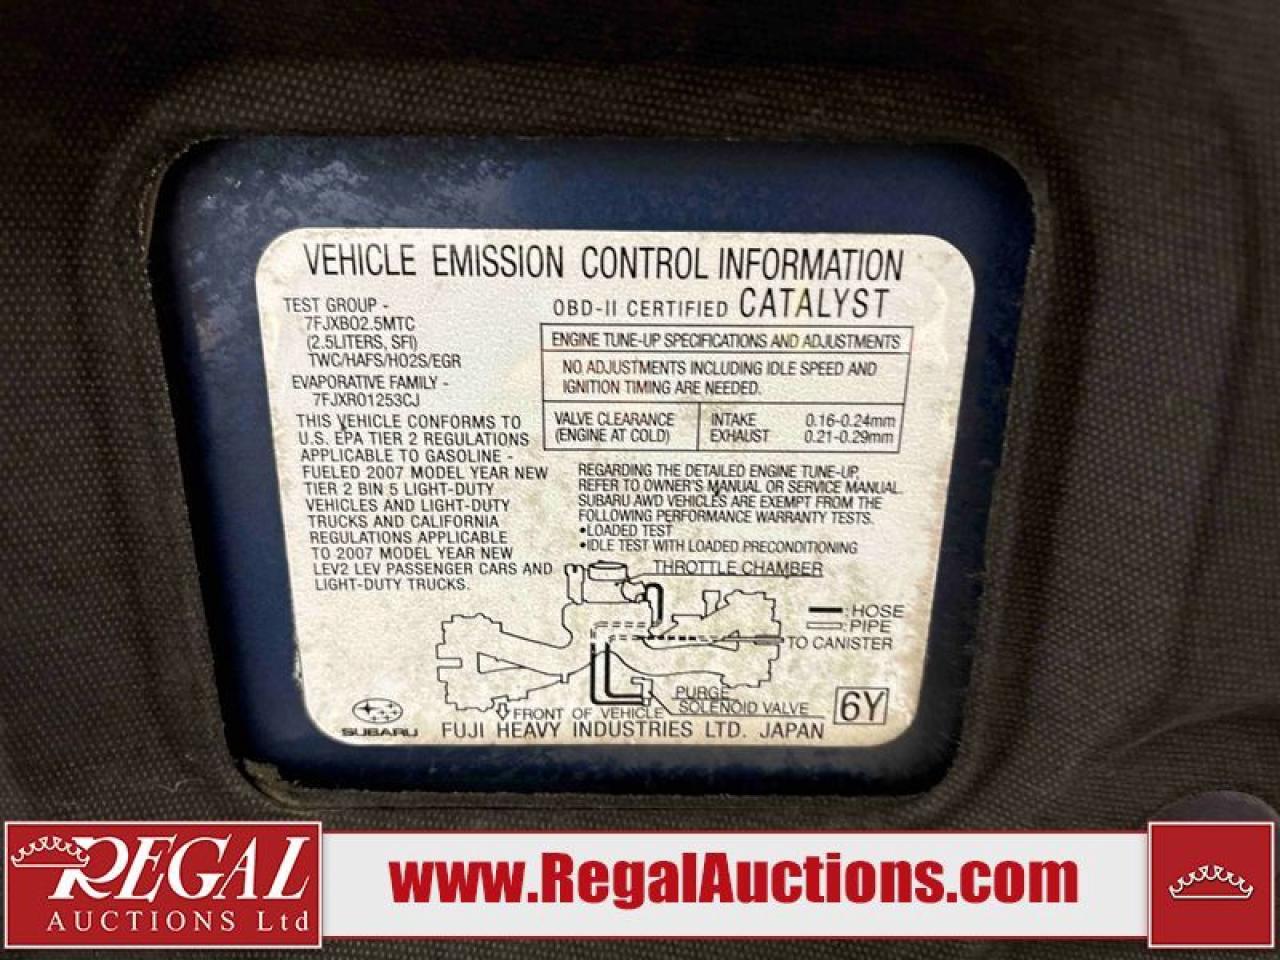 VEHICLE EMISSION CONTROL INFORMATION
TEST GROUP -
7FJXB02.5MTC
(2.5LITERS, SFI)
TWC/HAFS/HO2S/EGR
EVAPORATIVE FAMILY -
7FJXR01253CJ
THIS VEHICLE CONFORMS TO
U.S. EPA TIER 2 REGULATIONS
APPLICABLE TO GASOLINE -
FUELED 2007 MODEL YEAR NEW
TIER 2 BIN 5 LIGHT-DUTY
VEHICLES AND LIGHT-DUTY
TRUCKS AND CALIFORNIA
REGULATIONS APPLICABLE
TO 2007 MODEL YEAR NEW
LEV2 LEV PASSENGER CARS AND
LIGHT-DUTY TRUCKS.
OBD-II CERTIFIED CATALYST
ENGINE TUNE-UP SPECIFICATIONS AND ADJUSTMENTS
NO ADJUSTMENTS INCLUDING IDLE SPEED AND
IGNITION TIMING ARE NEEDED.
VALVE CLEARANCE
(ENGINE AT COLD)
INTAKE 0.16-0.24mm
EXHAUST 0.21-0.29mm
REGARDING THE DETAILED ENGINE TUNE-UP,
REFER TO OWNER'S MANUAL OR SERVICE MANUAL.
SUBARU AWD VEHICLES ARE EXEMPT FROM THE
FOLLOWING PERFORMANCE WARRANTY TESTS.
•LOADED TEST
•IDLE TEST WITH LOADED PRECONDITIONING
THROTTLE CHAMBER
:HOSE
:PIPE
TO CANISTER
PURGE
SOLENOID VALVE
FRONT OF VEHICLE
6Y
SUBARU
FUJI HEAVY INDUSTRIES LTD. JAPAN
REGAL
AUCTIONS Ltd
www.RegalAuctions.com